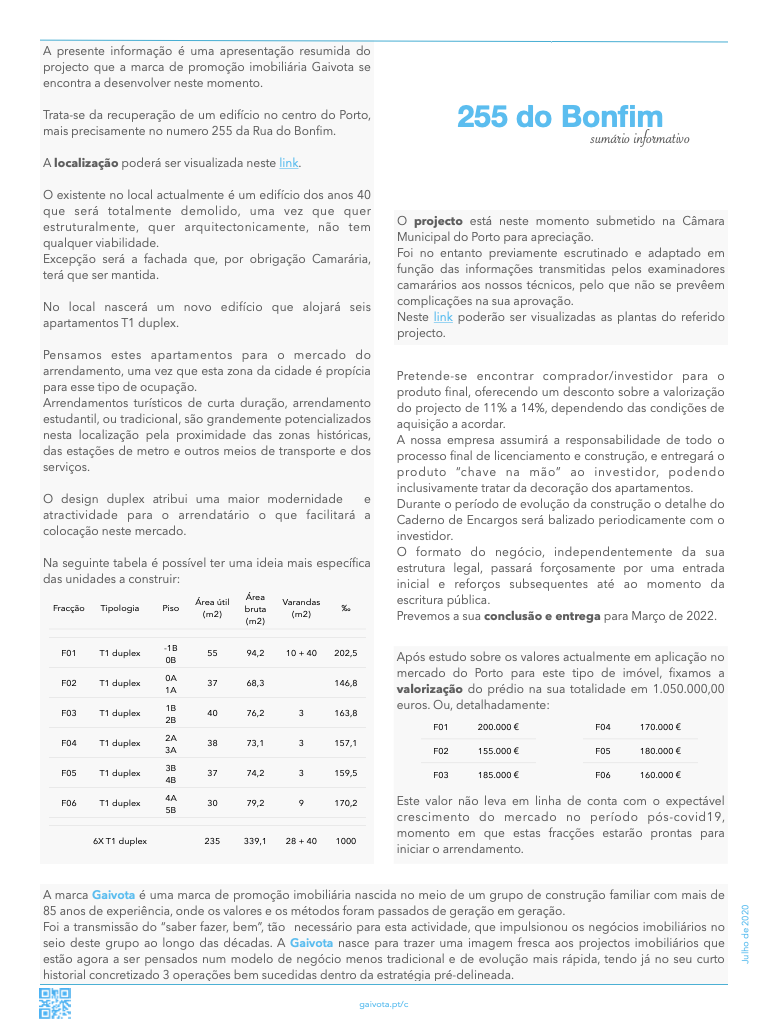 A presente informação é uma apresentação resumida do
projecto que a marca de promoção imobiliária Gaivota se
encontra a desenvolver neste momento.
Trata-se da recuperação de um edifício no centro do Porto,
mais precisamente no numero 255 da Rua do Bonfim.
A localização poderá ser visualizada neste link.
O existente no local actualmente é um edifício dos anos 40
que será totalmente demolido, uma vez que quer
estruturalmente, quer arquitectonicamente, não tem
qualquer viabilidade.
Excepção será a fachada que, por obrigação Camarária,
terá que ser mantida.
No local nascerá um novo edifício que alojará seis
apartamentos T1 duplex.
Pensamos estes apartamentos para o mercado do
arrendamento, uma vez que esta zona da cidade é propícia
para esse tipo de ocupação.
Arrendamentos turísticos de curta duração, arrendamento
estudantil, ou tradicional, são grandemente potencializados
nesta localização pela proximidade das zonas históricas,
das estações de metro e outros meios de transporte e dos
serviços.
O design duplex atribui uma maior modernidade e
atractividade para o arrendatário o que facilitará a
colocação neste mercado.
Na seguinte tabela é possível ter uma ideia mais específica
das unidades a construir:
Fracção Tipologia Piso Área útil (m2) Área bruta (m2) Varandas (m2) ‰
F01 T1 duplex -1B 0B 55 94,2 10 + 40 202,5
F02 T1 duplex 0A 1A 37 68,3 146,8
F03 T1 duplex 1B 2B 40 76,2 3 163,8
F04 T1 duplex 2A 3A 38 73,1 3 157,1
F05 T1 duplex 3B 4B 37 74,2 3 159,5
F06 T1 duplex 4A 5B 30 79,2 9 170,2
6X T1 duplex 235 339,1 28 + 40 1000
255 do Bonfim
sumário informativo
O projecto está neste momento submetido na Câmara
Municipal do Porto para apreciação.
Foi no entanto previamente escrutinado e adaptado em
função das informações transmitidas pelos examinadores
camarários aos nossos técnicos, pelo que não se prevêem
complicações na sua aprovação.
Neste link poderão ser visualizadas as plantas do referido
projecto.
Pretende-se encontrar comprador/investidor para o
produto final, oferecendo um desconto sobre a valorização
do projecto de 11% a 14%, dependendo das condições de
aquisição a acordar.
A nossa empresa assumirá a responsabilidade de todo o
processo final de licenciamento e construção, e entregará o
produto “chave na mão” ao investidor, podendo
inclusivamente tratar da decoração dos apartamentos.
Durante o período de evolução da construção o detalhe do
Caderno de Encargos será balizado periodicamente com o
investidor.
O formato do negócio, independentemente da sua
estrutura legal, passará forçosamente por uma entrada
inicial e reforços subsequentes até ao momento da
escritura pública.
Prevemos a sua conclusão e entrega para Março de 2022.
Após estudo sobre os valores actualmente em aplicação no
mercado do Porto para este tipo de imóvel, fixamos a
valorização do prédio na sua totalidade em 1.050.000,00
euros. Ou, detalhadamente:
F01 200.000 € F04 170.000 €
F02 155.000 € F05 180.000 €
F03 185.000 € F06 160.000 €
Este valor não leva em linha de conta com o expectável
crescimento do mercado no período pós-covid19,
momento em que estas fracções estarão prontas para
iniciar o arrendamento.
A marca Gaivota é uma marca de promoção imobiliária nascida no meio de um grupo de construção familiar com mais de
85 anos de experiência, onde os valores e os métodos foram passados de geração em geração.
Foi a transmissão do “saber fazer, bem”, tão necessário para esta actividade, que impulsionou os negócios imobiliários no
seio deste grupo ao longo das décadas. A Gaivota nasce para trazer uma imagem fresca aos projectos imobiliários que
estão agora a ser pensados num modelo de negócio menos tradicional e de evolução mais rápida, tendo já no seu curto
historial concretizado 3 operações bem sucedidas dentro da estratégia pré-delineada.
Julho de 2020
gaivota.pt/c